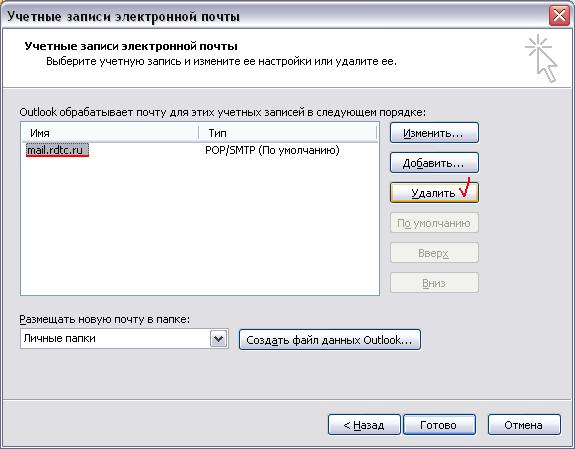 Учетные записи электронной почты
Учетные записи электронной почты
Выберите учетную запись и измените ее настройки или удалите ее.
Outlook обрабатывает почту для этих учетных записей в следующем порядке:
Имя Тип
mail.rdtc.ru POP/SMTP (По умолчанию)
Изменить...
Добавить...
Удалить
По умолчанию
Вверх
Вниз
Размещать новую почту в папке:
Личные папки Создать файл данных Outlook...
< Назад Готово Отмена